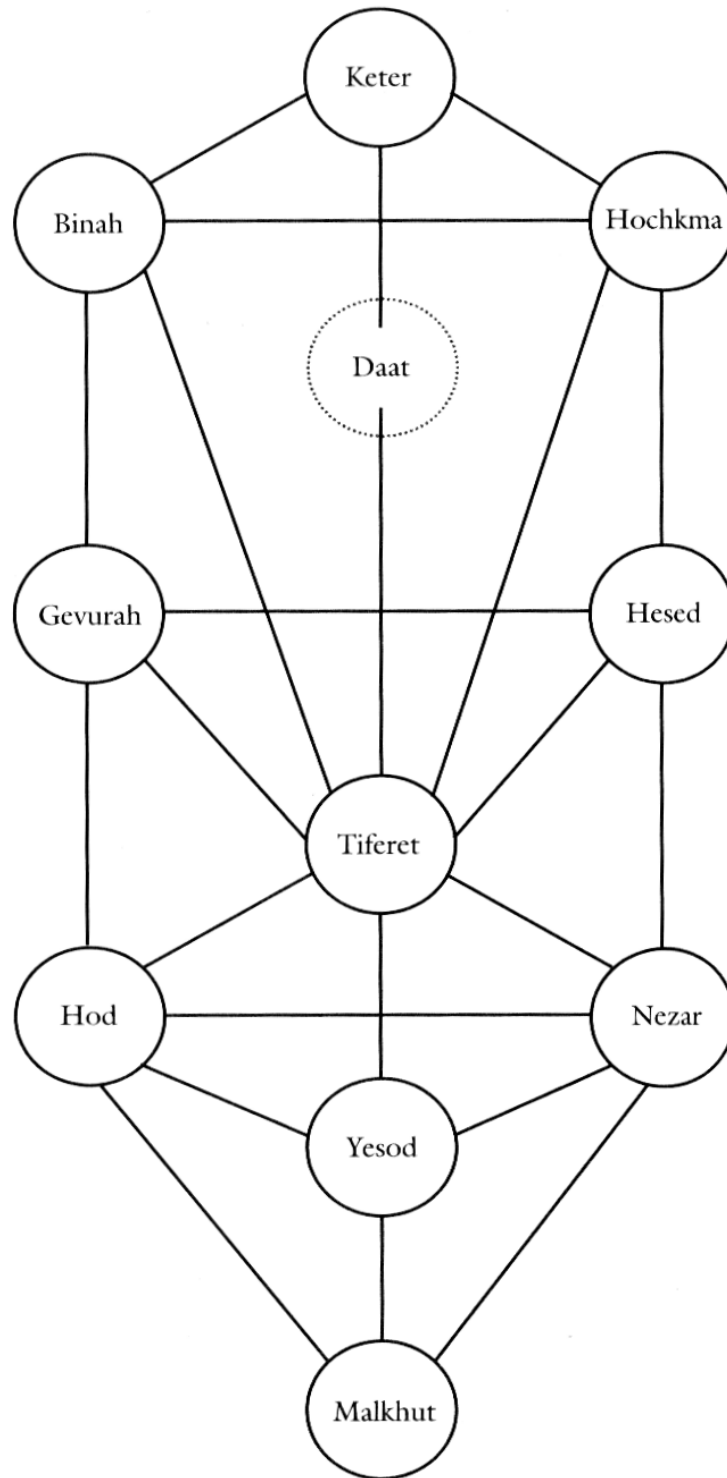 Keter
Binah
Hochkma
Daat
Gevurah
Hesed
Tiferet
Hod
Nezar
Yesod
Malkhut